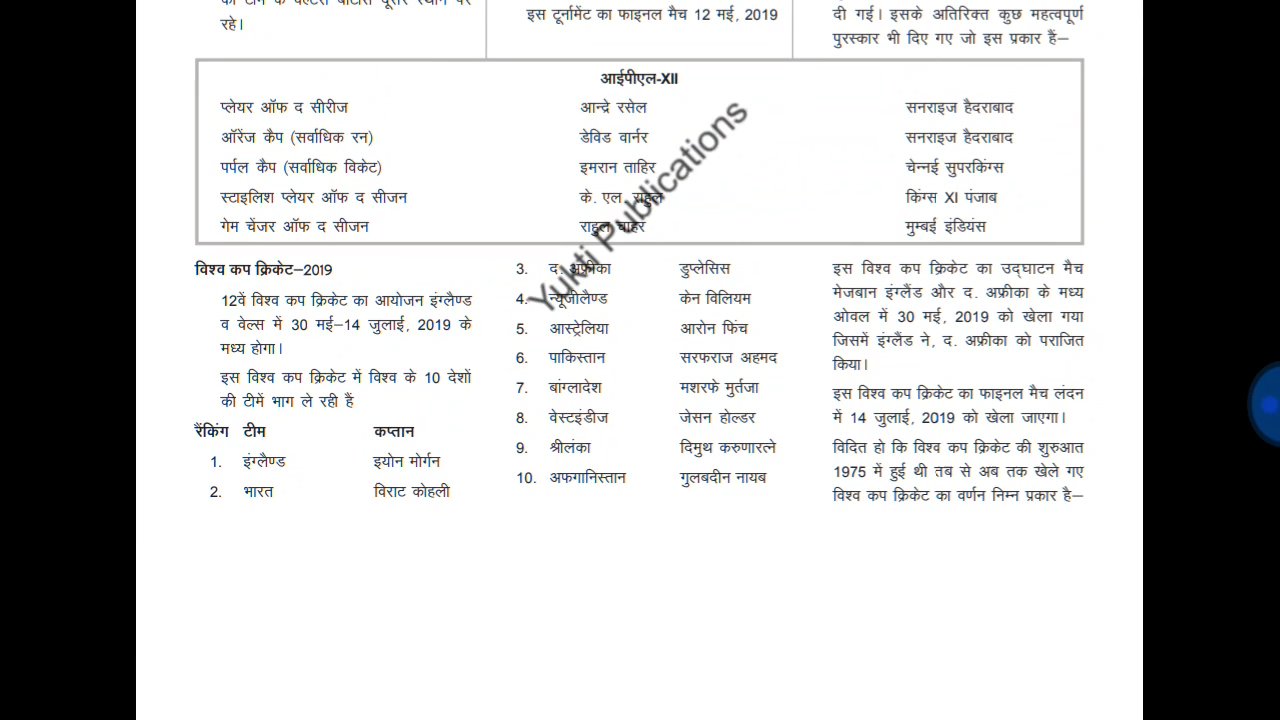 रहे।
इस टूर्नामेंट का फाइनल मैच 12 मई, 2019
दी गई। इसके अतिरिक्त कुछ महत्वपूर्ण
पुरस्कार भी दिए गए जो इस प्रकार हैं–
आईपीएल-XII
प्लेयर ऑफ द सीरीज आन्द्रे रसेल सनराइज हैदराबाद
ऑरेंज कैप (सर्वाधिक रन) डेविड वार्नर सनराइज हैदराबाद
पर्पल कैप (सर्वाधिक विकेट) इमरान ताहिर चेन्नई सुपरकिंग्स
स्टाइलिश प्लेयर ऑफ द सीजन के. एल. राहुल किंग्स XI पंजाब
गेम चेंजर ऑफ द सीजन राहुल चाहर मुम्बई इंडियंस
Yukti Publications
विश्व कप क्रिकेट–2019
12वें विश्व कप क्रिकेट का आयोजन इंग्लैण्ड
व वेल्स में 30 मई–14 जुलाई, 2019 के
मध्य होगा।
इस विश्व कप क्रिकेट में विश्व के 10 देशों
की टीमें भाग ले रही हैं
रैंकिंग टीम कप्तान
1. इंग्लैण्ड इयोन मोर्गन
2. भारत विराट कोहली
3. द. अफ्रीका डुप्लेसिस
4. न्यूजीलैण्ड केन विलियम
5. आस्ट्रेलिया आरोन फिंच
6. पाकिस्तान सरफराज अहमद
7. बांग्लादेश मशरफे मुर्तजा
8. वेस्टइंडीज जेसन होल्डर
9. श्रीलंका दिमुथ करुणारत्ने
10. अफगानिस्तान गुलबदीन नायब
इस विश्व कप क्रिकेट का उद्घाटन मैच
मेजबान इंग्लैंड और द. अफ्रीका के मध्य
ओवल में 30 मई, 2019 को खेला गया
जिसमें इंग्लैंड ने, द. अफ्रीका को पराजित
किया।
इस विश्व कप क्रिकेट का फाइनल मैच लंदन
में 14 जुलाई, 2019 को खेला जाएगा।
विदित हो कि विश्व कप क्रिकेट की शुरुआत
1975 में हुई थी तब से अब तक खेले गए
विश्व कप क्रिकेट का वर्णन निम्न प्रकार है–